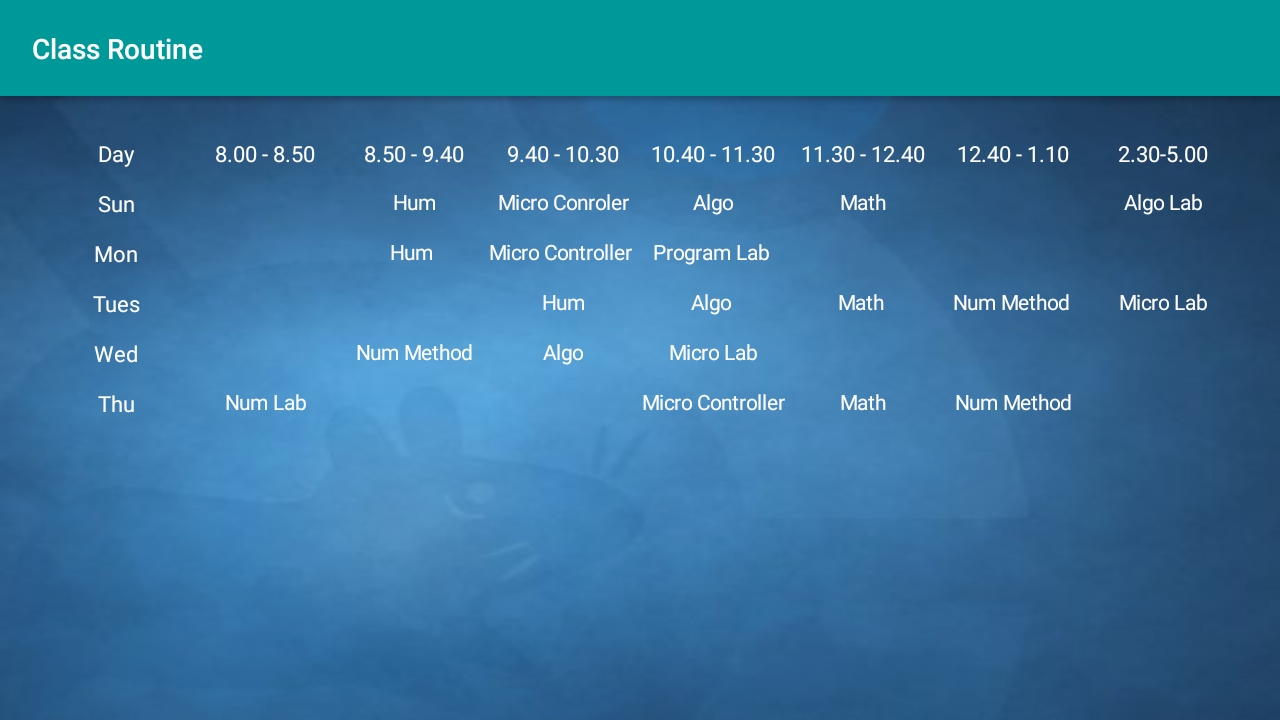 Class Routine
Day 8.00 - 8.50 8.50 - 9.40 9.40 - 10.30 10.40 - 11.30 11.30 - 12.40 12.40 - 1.10 2.30-5.00
Sun Hum Micro Conroler Algo Math Algo Lab
Mon Hum Micro Controller Program Lab
Tues Hum Algo Math Num Method Micro Lab
Wed Num Method Algo Micro Lab
Thu Num Lab Micro Controller Math Num Method